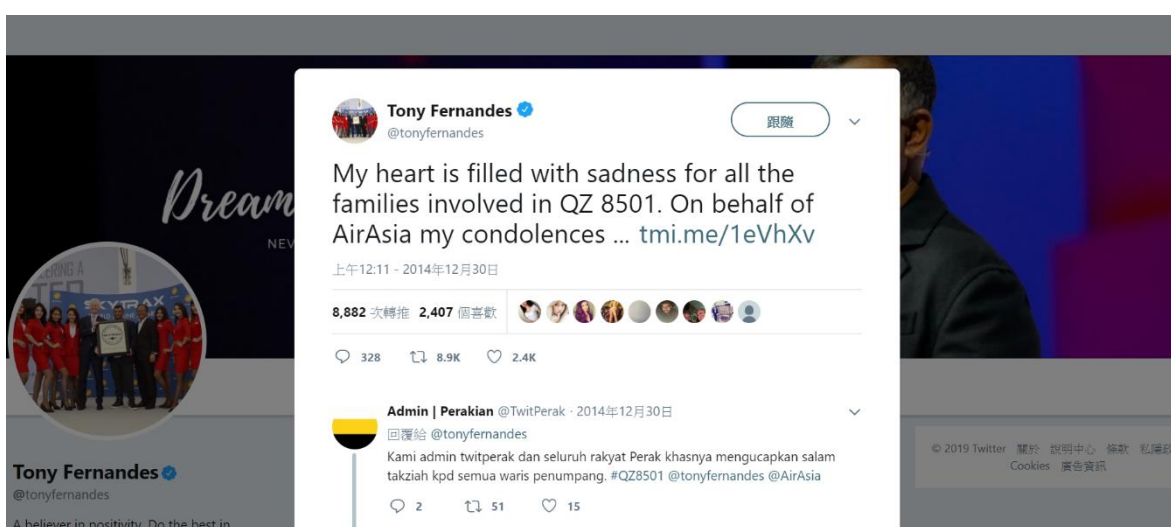 Dream
NEV
Tony Fernandes
@tonyfernandes
跟隨
My heart is filled with sadness for all the
families involved in QZ 8501. On behalf of
AirAsia my condolences ... tmi.me/1eVhXv
上午12:11 - 2014年12月30日
8,882 次轉推 2,407 個喜歡
328 8.9K 2.4K
Admin | Perakian @TwitPerak · 2014年12月30日
回覆給 @tonyfernandes
Kami admin twitperak dan seluruh rakyat Perak khasnya mengucapkan salam
takziah kpd semua waris penumpang. #QZ8501 @tonyfernandes @AirAsia
2 51 15
SKYTRAX
Tony Fernandes
@tonyfernandes
A believer in positivity. Do the best in
© 2019 Twitter 關於 說明中心 條款 私隱政
Cookies 廣告資訊